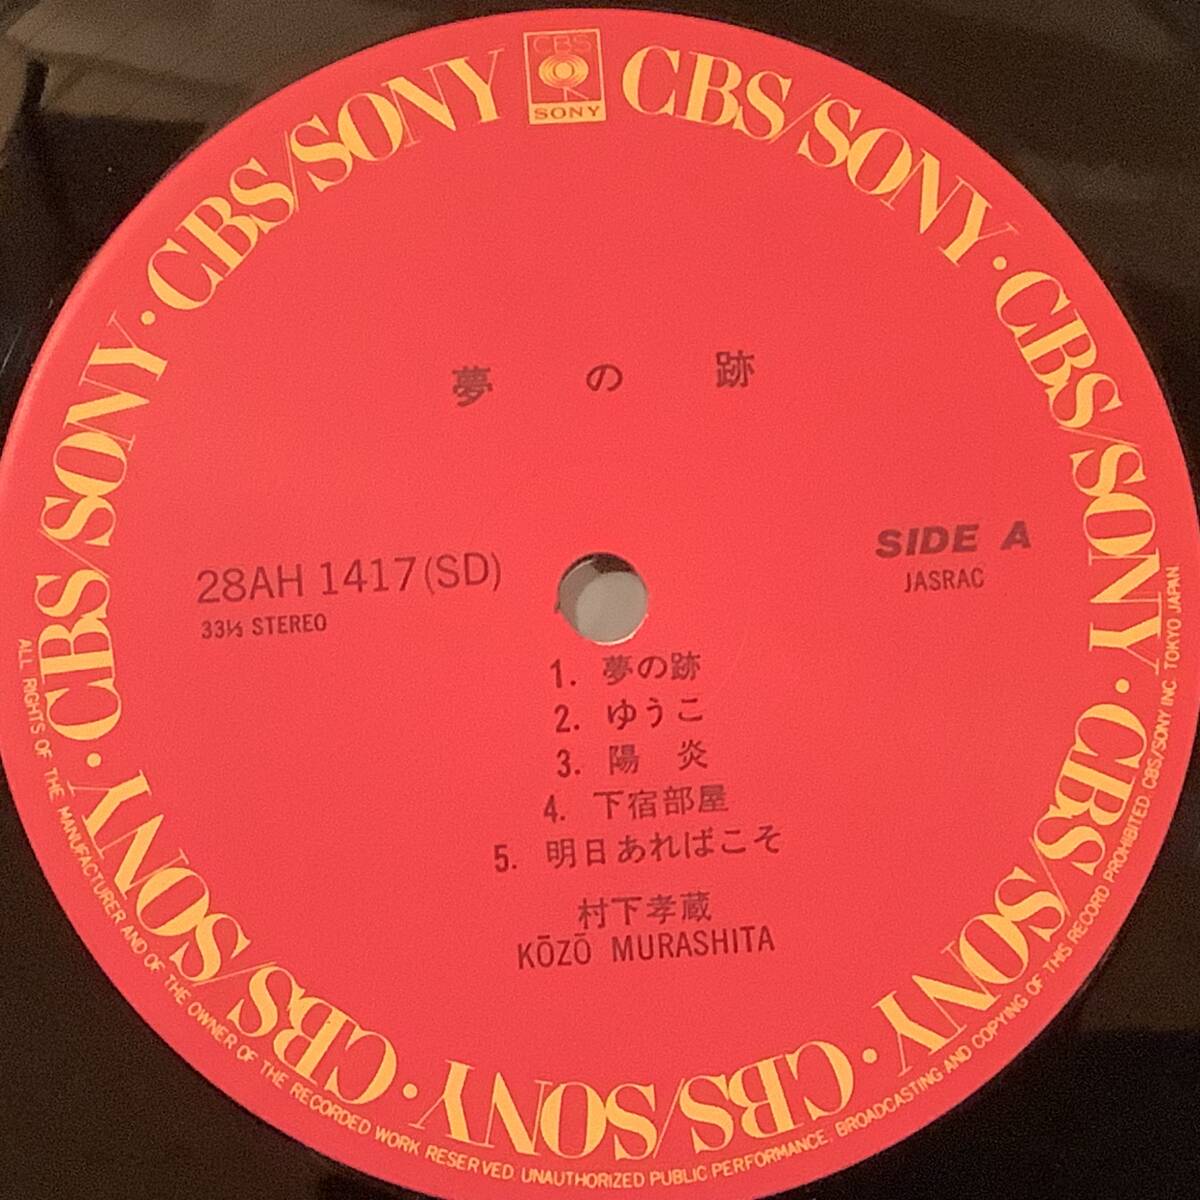 CBS
SONY
CBS/SONY · CBS/SONY · CBS/SONY · CBS/SONY · CBS/SONY · CBS/SONY · CBS/SONY · CBS/SONY
夢の跡
28AH 1417(SD)
33⅓ STEREO
SIDE A
JASRAC
1. 夢の跡
2. ゆうこ
3. 陽炎
4. 下宿部屋
5. 明日あればこそ
村下孝蔵
KŌZŌ MURASHITA
ALL RIGHTS OF THE MANUFACTURER AND OF THE OWNER OF THE RECORDED WORK RESERVED. UNAUTHORIZED PUBLIC PERFORMANCE, BROADCASTING AND COPYING OF THIS RECORD PROHIBITED. CBS/SONY INC. TOKYO JAPAN